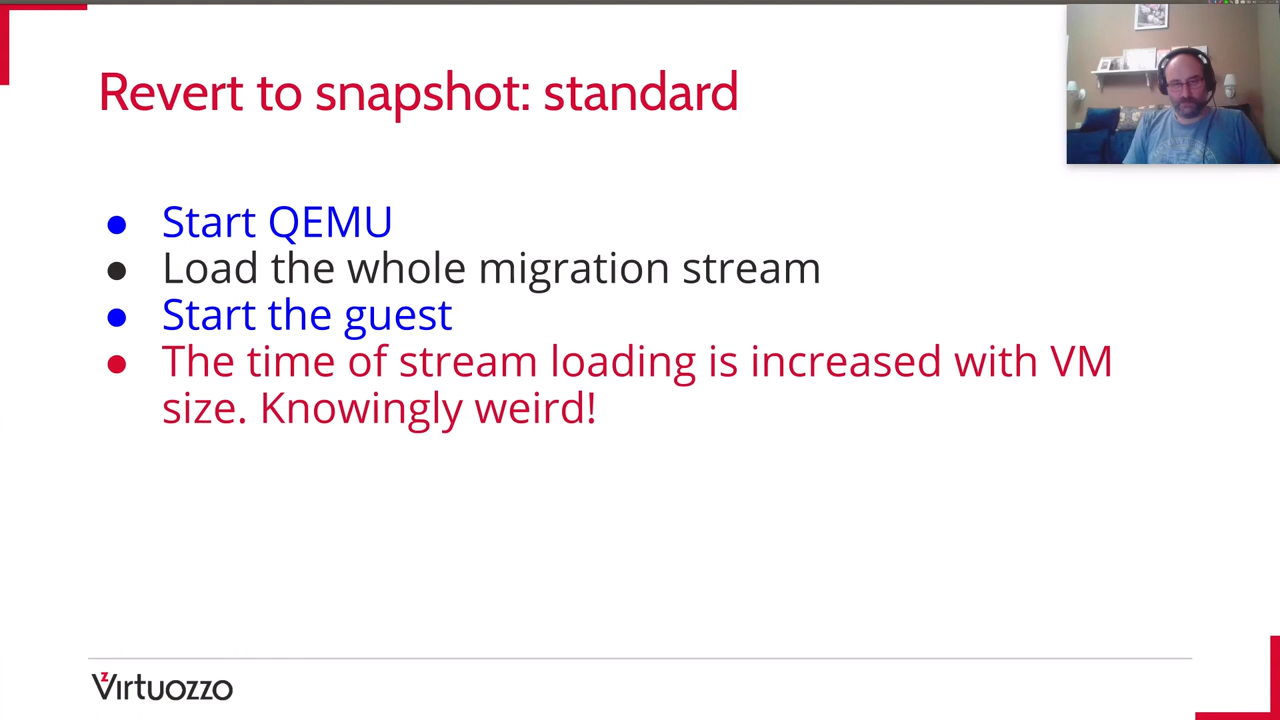 Revert to snapshot: standard
● Start QEMU
● Load the whole migration stream
● Start the guest
● The time of stream loading is increased with VM
size. Knowingly weird!
Virtuozzo